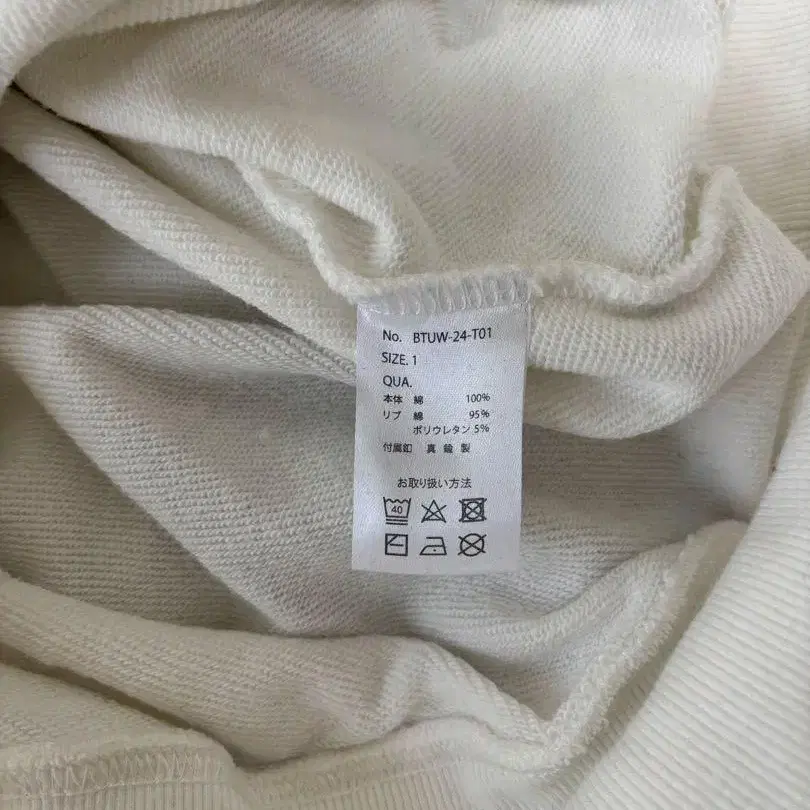 No. BTUW-24-T01
SIZE. 1
QUA.
本体 綿 100%
リブ 綿 95%
ポリウレタン 5%
付属釦 真鍮製
お取り扱い方法
40